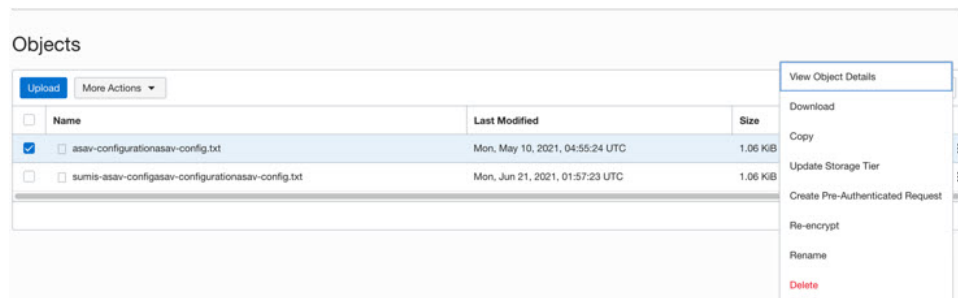 Objects
Upload More Actions
Name Last Modified Size
asav-configurationasav-config.txt Mon, May 10, 2021, 04:55:24 UTC 1.06 KiB
sumis-asav-configasav-configurationasav-config.txt Mon, Jun 21, 2021, 01:57:23 UTC 1.06 KiB
View Object Details
Download
Copy
Update Storage Tier
Create Pre-Authenticated Request
Re-encrypt
Rename
Delete